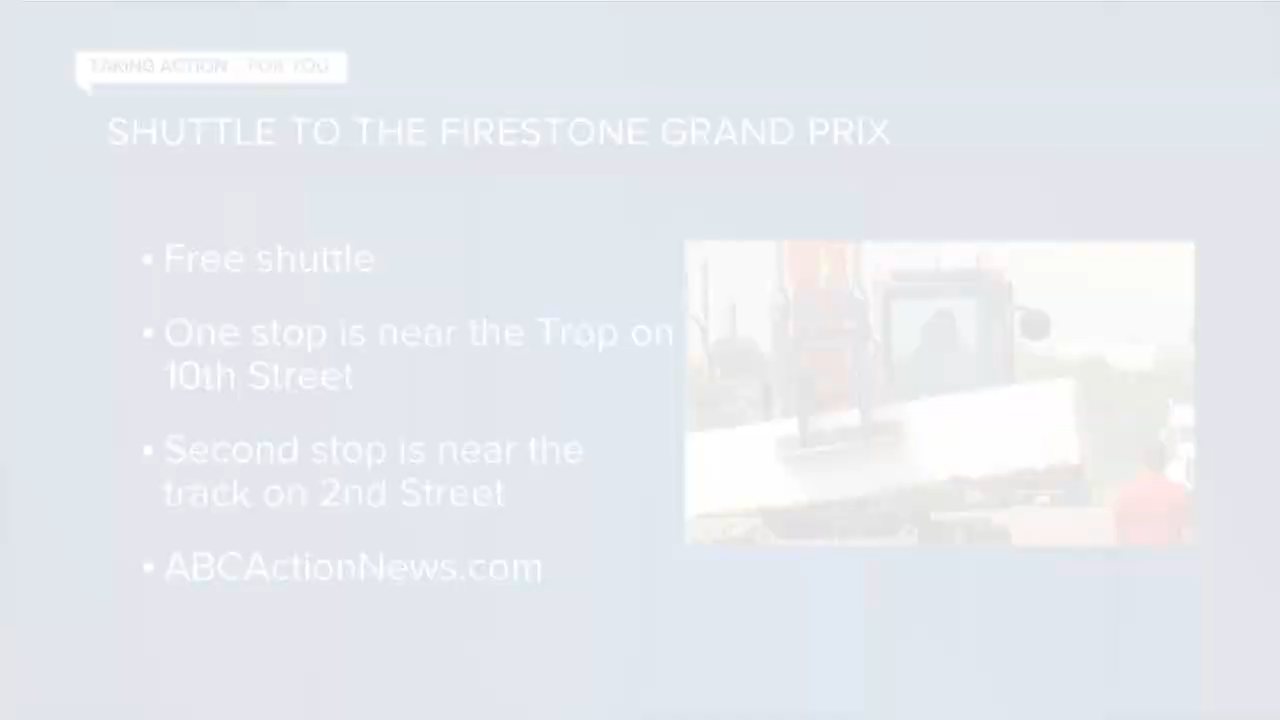 TAKING ACTION FOR YOU
SHUTTLE TO THE FIRESTONE GRAND PRIX
• Free shuttle
• One stop is near the Trop on
10th Street
• Second stop is near the
track on 2nd Street
• ABCActionNews.com